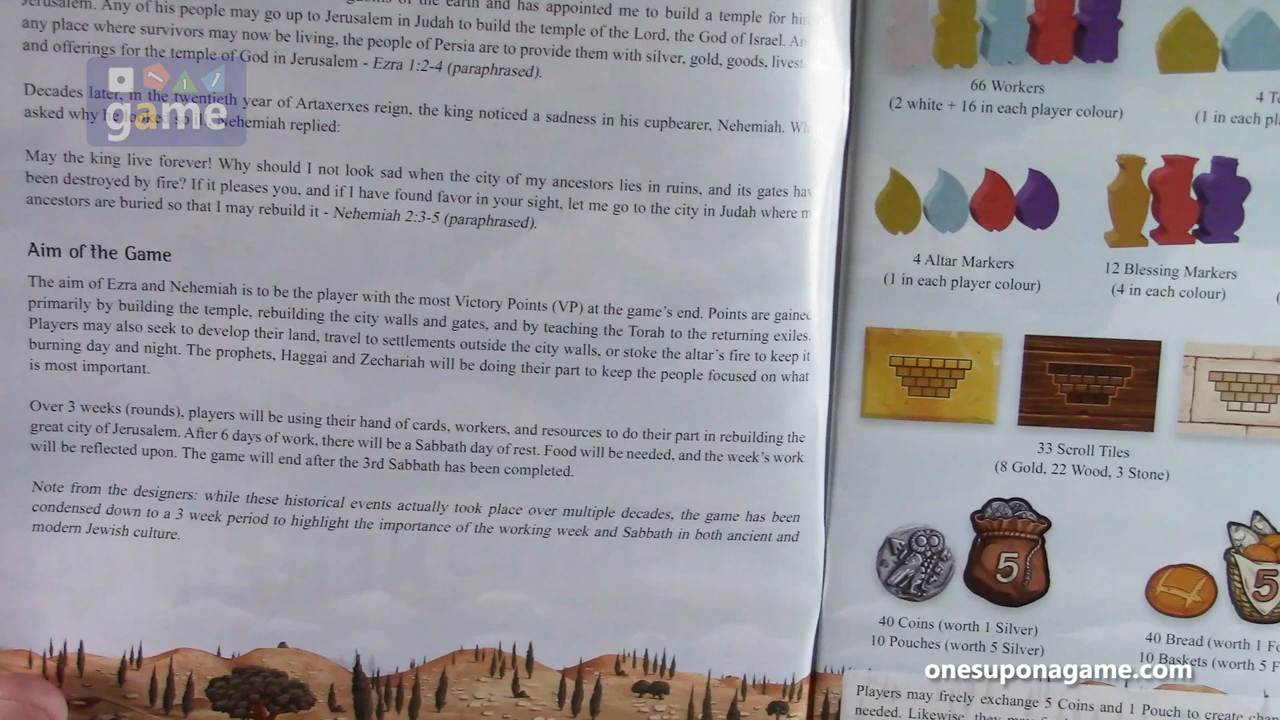 Jerusalem. Any of his people may go up to Jerusalem in Judah to build the temple of the Lord, the God of Israel.
any place where survivors may now be living, the people of Persia are to provide them with silver, gold, goods,
and offerings for the temple of God in Jerusalem - Ezra 1:2-4 (paraphrased).
Decades later, in the twentieth year of Artaxerxes reign, the king noticed a sadness in his cupbearer, Nehemiah.
asked why he Nehemiah replied:
May the king live forever! Why should I not look sad when the city of my ancestors lies in ruins, and its gates
been destroyed by fire? If it pleases you, and if I have found favor in your sight, let me go to the city in Judah where
ancestors are buried so that I may rebuild it - Nehemiah 2:3-5 (paraphrased).
Aim of the Game
The aim of Ezra and Nehemiah is to be the player with the most Victory Points (VP) at the game's end. Points are gained
primarily by building the temple, rebuilding the city walls and gates, and by teaching the Torah to the returning exiles.
Players may also seek to develop their land, travel to settlements outside the city walls, or stoke the altar's fire to keep it
burning day and night. The prophets, Haggai and Zechariah will be doing their part to keep the people focused on what
is most important.
Over 3 weeks (rounds), players will be using their hand of cards, workers, and resources to do their part in rebuilding the
great city of Jerusalem. After 6 days of work, there will be a Sabbath day of rest. Food will be needed, and the week's work
will be reflected upon. The game will end after the 3rd Sabbath has been completed.
Note from the designers: while these historical events actually took place over multiple decades, the game has been
condensed down to a 3 week period to highlight the importance of the working week and Sabbath in both ancient and
modern Jewish culture.
game
66 Workers
(2 white + 16 in each player colour)
4
(1 in each
4 Altar Markers
(1 in each player colour)
12 Blessing Markers
(4 in each colour)
33 Scroll Tiles
(8 Gold, 22 Wood, 3 Stone)
5
5
40 Coins (worth 1 Silver)
10 Pouches (worth 5 Silver)
40 Bread (worth 1
10 Baskets (worth 5
onesuponagame.com
Players may freely exchange 5 Coins and 1 Pouch to create
needed. Likewise, they